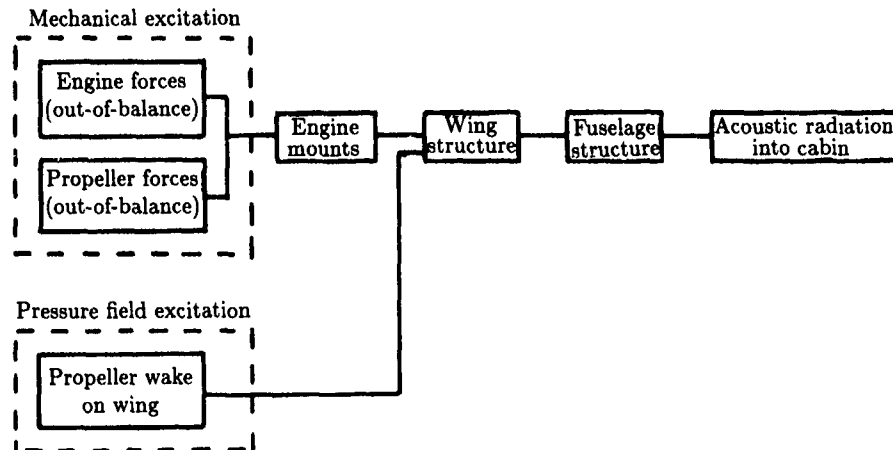 Mechanical excitation
Engine forces
(out-of-balance)
Propeller forces
(out-of-balance)
Engine
mounts
Wing
structure
Fuselage
structure
Acoustic radiation
into cabin
Pressure field excitation
Propeller wake
on wing